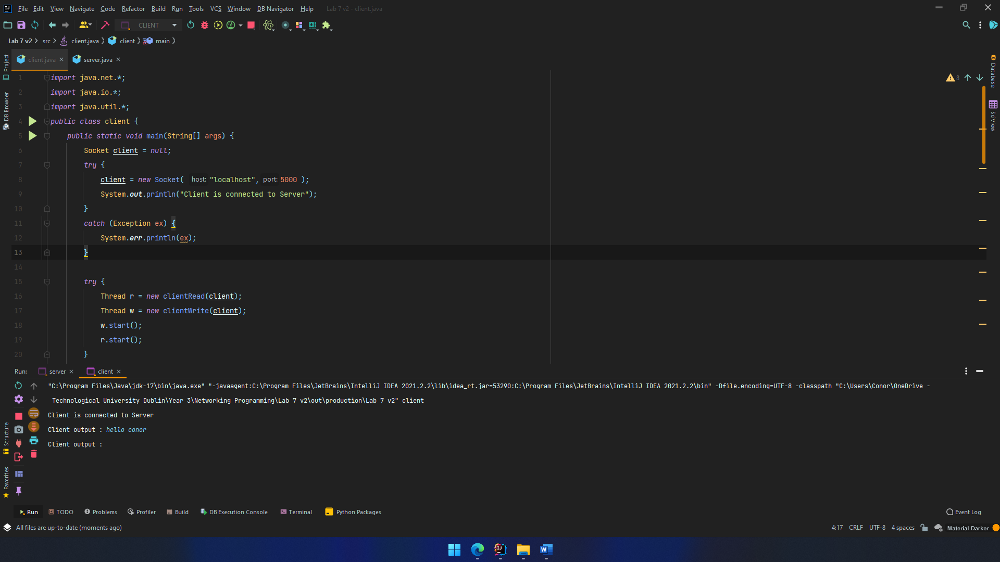 File Edit View Navigate Code Refactor Build Run Tools VCS Window DB Navigator Help Lab 7 v2 - client.java
CLIENT
Lab 7 v2 src client.java client main
client.java server.java
Project
DB Browser
Structure
Favorites
Database
SciView
8
1 import java.net.*;
2 import java.io.*;
3 import java.util.*;
4 public class client {
5 public static void main(String[] args) {
6 Socket client = null;
7 try {
8 client = new Socket( host: "localhost", port: 5000 );
9 System.out.println("Client is connected to Server");
10 }
11 catch (Exception ex) {
12 System.err.println(ex);
13 }
14
15 try {
16 Thread r = new clientRead(client);
17 Thread w = new clientWrite(client);
18 w.start();
19 r.start();
20 }
Run: server client
"C:\Program Files\Java\jdk-17\bin\java.exe" "-javaagent:C:\Program Files\JetBrains\IntelliJ IDEA 2021.2.2\lib\idea_rt.jar=53290:C:\Program Files\JetBrains\IntelliJ IDEA 2021.2.2\bin" -Dfile.encoding=UTF-8 -classpath "C:\Users\Conor\OneDrive -
Technological University Dublin\Year 3\Networking Programming\Lab 7 v2\out\production\Lab 7 v2" client
Client is connected to Server
Client output : hello conor
Client output :
Run TODO Problems Profiler Build DB Execution Console Terminal Python Packages Event Log
All files are up-to-date (moments ago) 4:17 CRLF UTF-8 4 spaces Material Darker